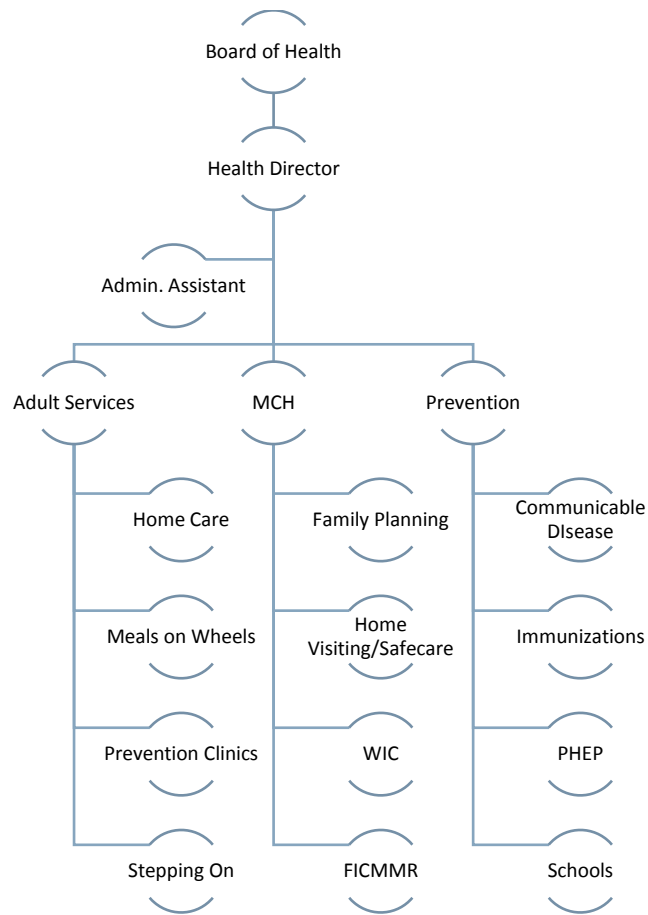 Board of Health
Health Director
Admin. Assistant
Adult Services
MCH
Prevention
Home Care
Family Planning
Communicable
DIsease
Meals on Wheels
Home
Visiting/Safecare
Immunizations
Prevention Clinics
WIC
PHEP
Stepping On
FICMMR
Schools